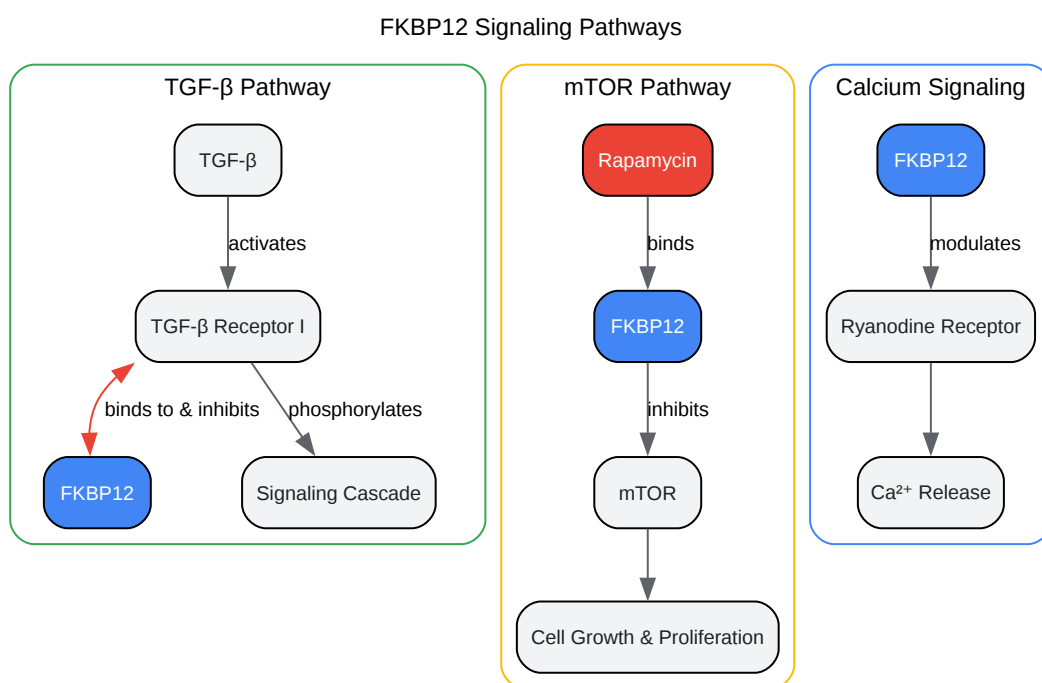 FKBP12 Signaling Pathways
TGF-β Pathway
TGF-β
activates
TGF-β Receptor I
binds to & inhibits
phosphorylates
FKBP12
Signaling Cascade
mTOR Pathway
Rapamycin
binds
FKBP12
inhibits
mTOR
Cell Growth & Proliferation
Calcium Signaling
FKBP12
modulates
Ryanodine Receptor
Ca²⁺ Release